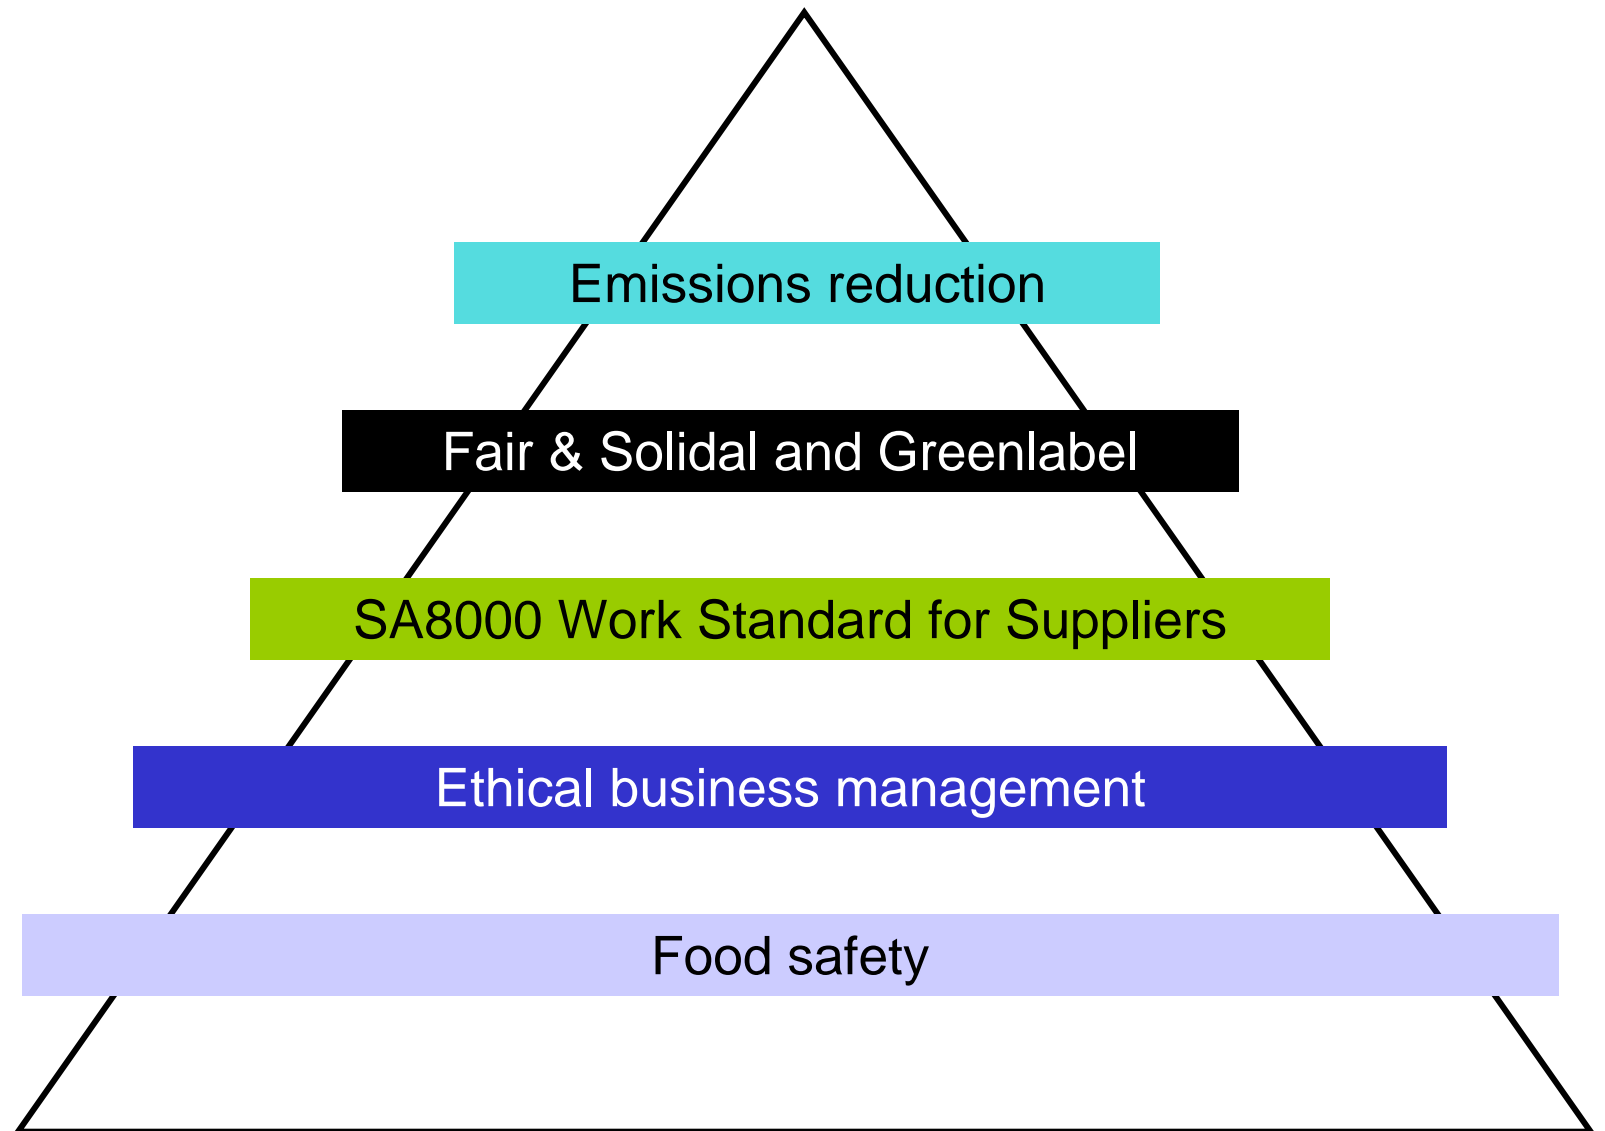 Emissions reduction
Fair & Solidal and Greenlabel
SA8000 Work Standard for Suppliers
Ethical business management
Food safety